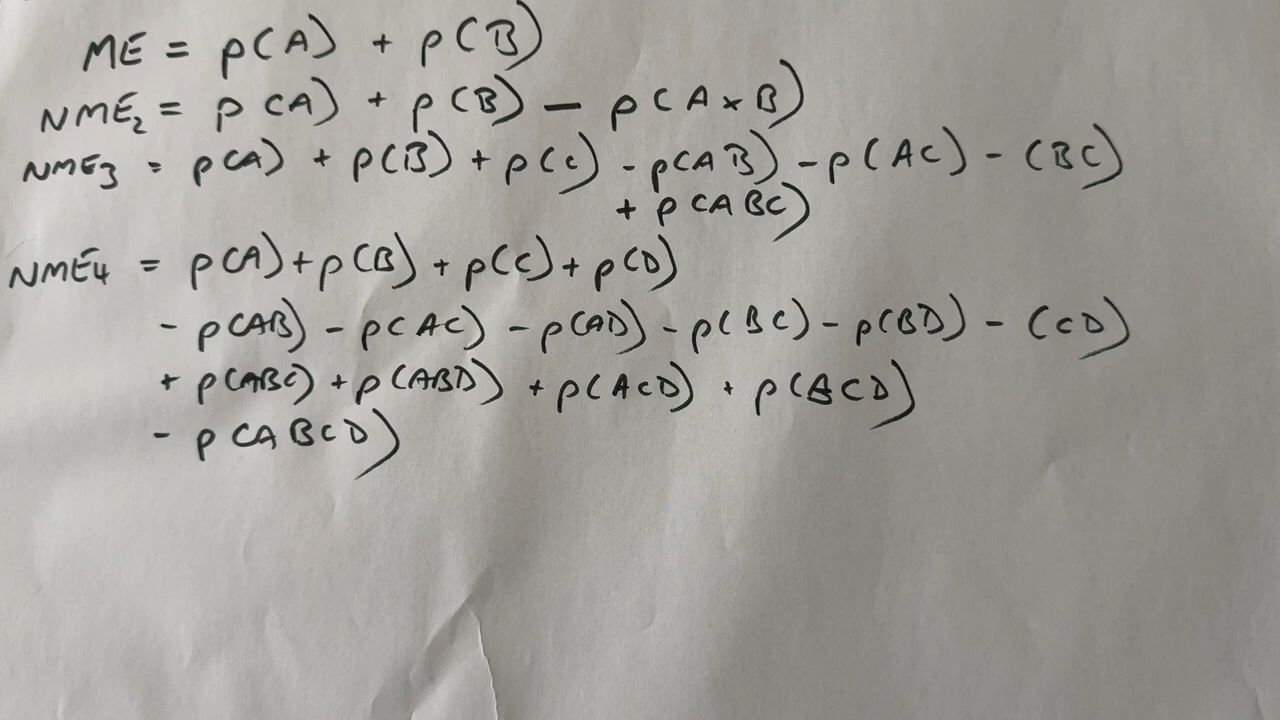 ME = p(A) + p(B)
NME₂ = p(A) + p(B) — p(A × B)
NME₃ = p(A) + p(B) + p(C) - p(AB) - p(AC) - (BC)
+ p(ABC)
NME₄ = p(A) + p(B) + p(C) + p(D)
- p(AB) - p(AC) - p(AD) - p(BC) - p(BD) - (CD)
+ p(ABC) + p(ABD) + p(ACD) + p(BCD)
- p(ABCD)